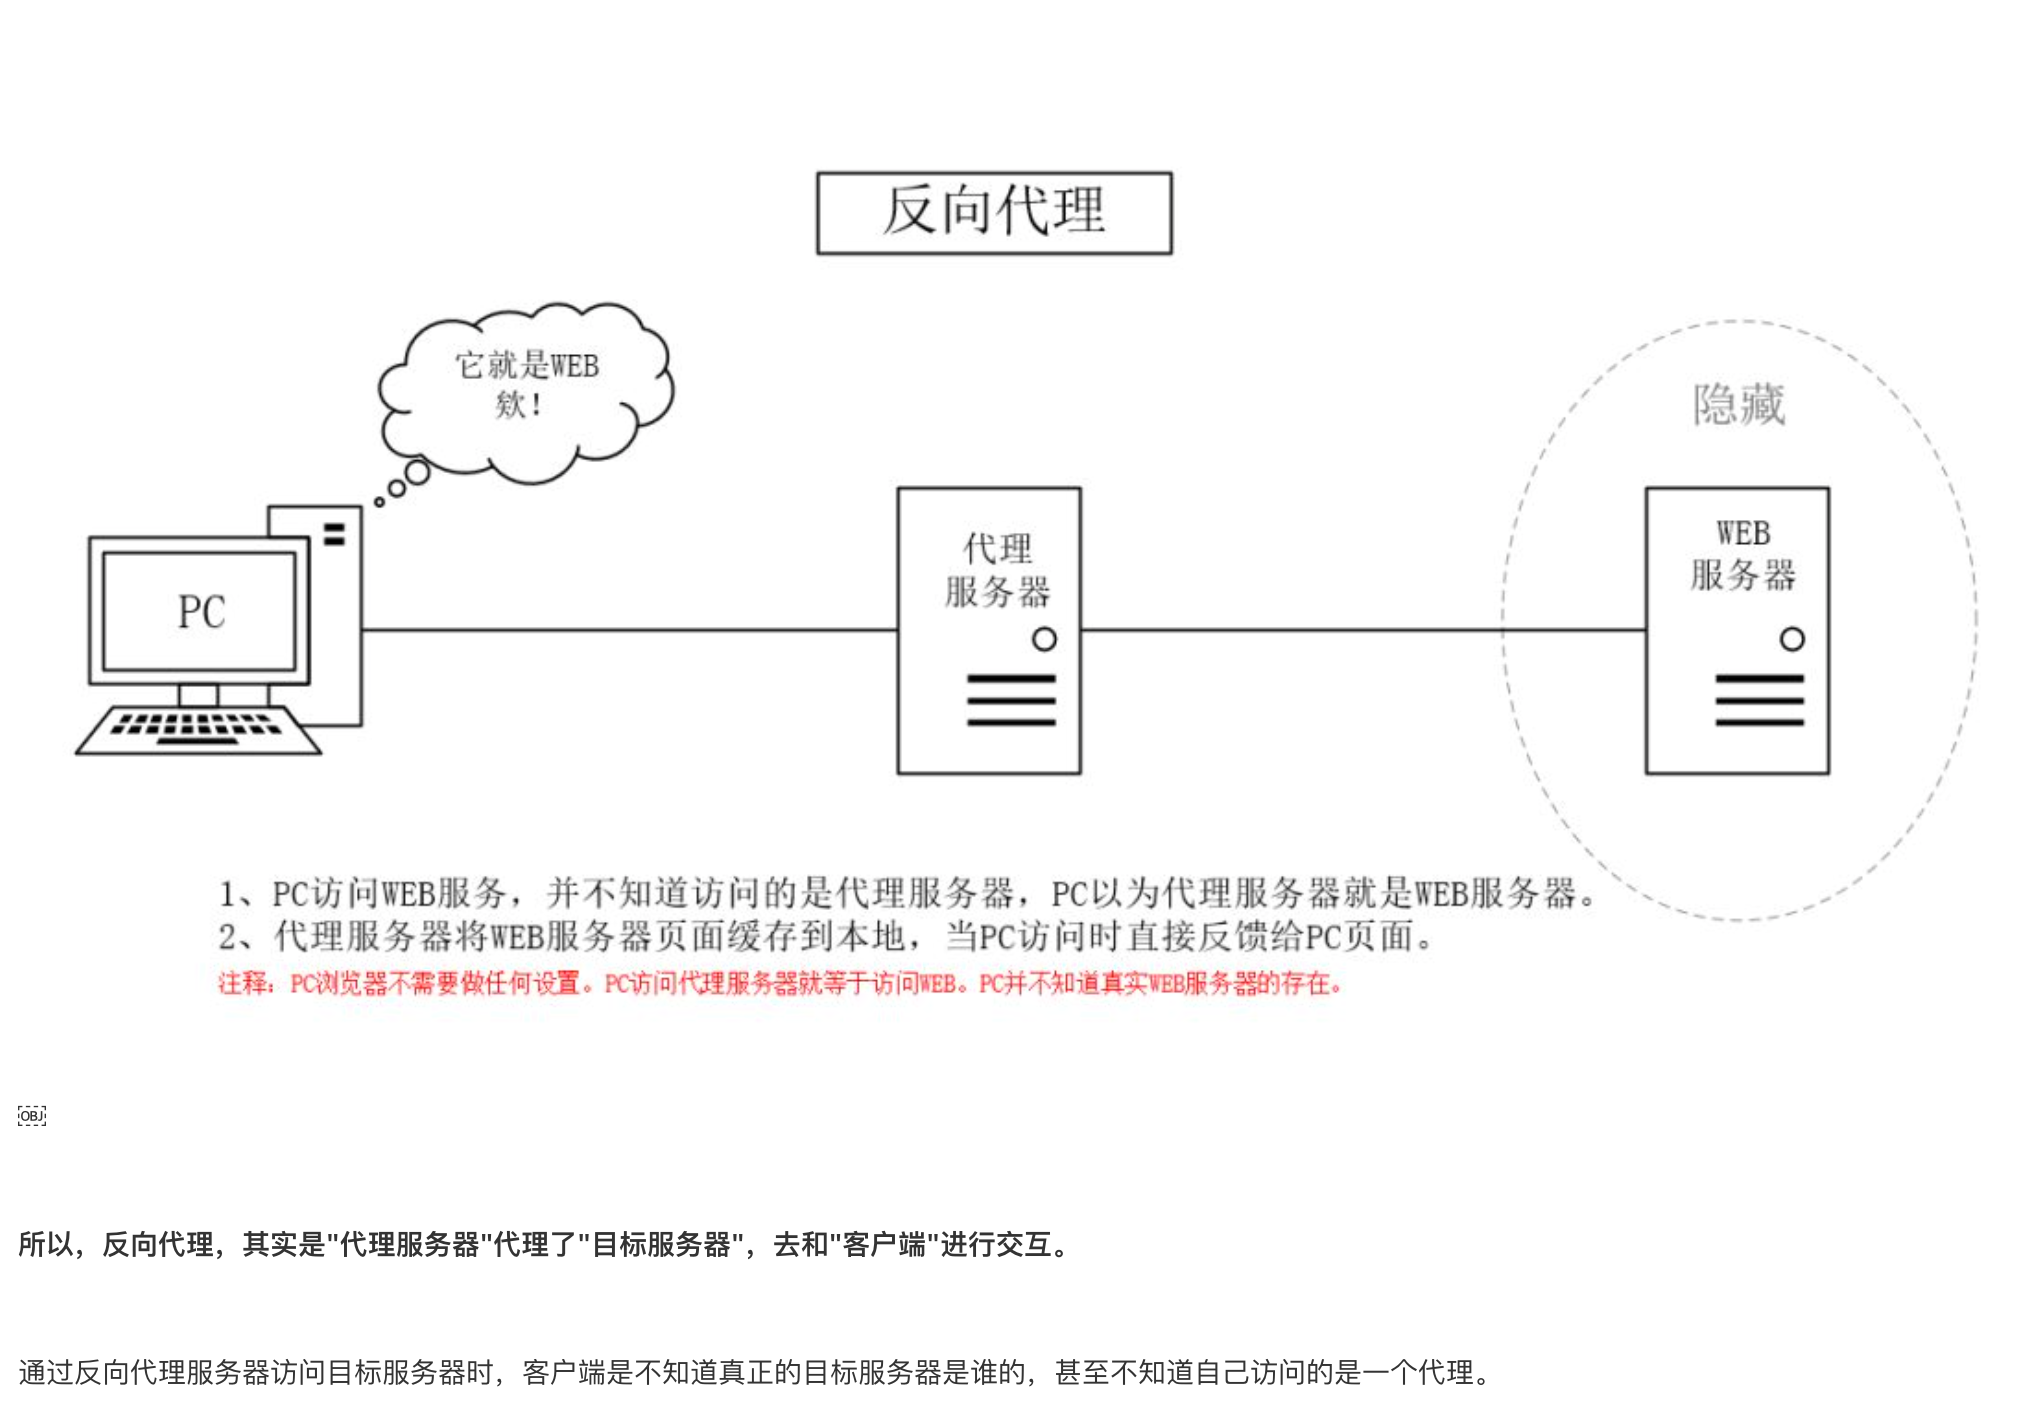 反向代理
它就是WEB
欸!
隐藏
PC
代理
服务器
WEB
服务器
1、PC访问WEB服务，并不知道访问的是代理服务器，PC以为代理服务器就是WEB服务器。
2、代理服务器将WEB服务器页面缓存到本地，当PC访问时直接反馈给PC页面。
注释：PC浏览器不需要做任何设置。PC访问代理服务器就等于访问WEB。PC并不知道真实WEB服务器的存在。
OBJ
所以，反向代理，其实是"代理服务器"代理了"目标服务器"，去和"客户端"进行交互。
通过反向代理服务器访问目标服务器时，客户端是不知道真正的目标服务器是谁的，甚至不知道自己访问的是一个代理。